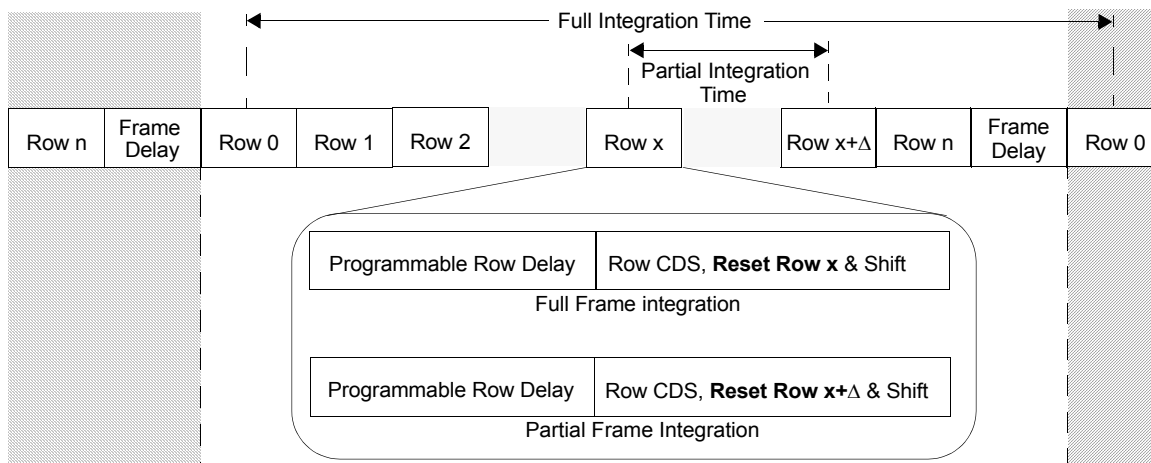 Full Integration Time
Partial Integration
Time
Row n
Frame
Delay
Row 0
Row 1
Row 2
Row x
Row x+Δ
Row n
Frame
Delay
Row 0
Programmable Row Delay
Row CDS, Reset Row x & Shift
Full Frame integration
Programmable Row Delay
Row CDS, Reset Row x+Δ & Shift
Partial Frame Integration